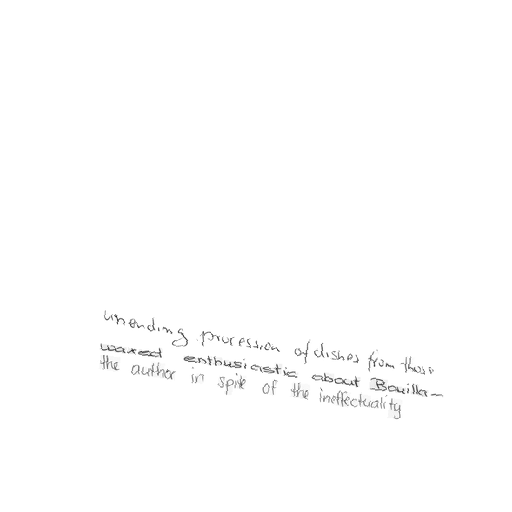 unending procession of dishes from their
waxed enthusiastic about Bouilla-
the author in spite of the ineffectuality